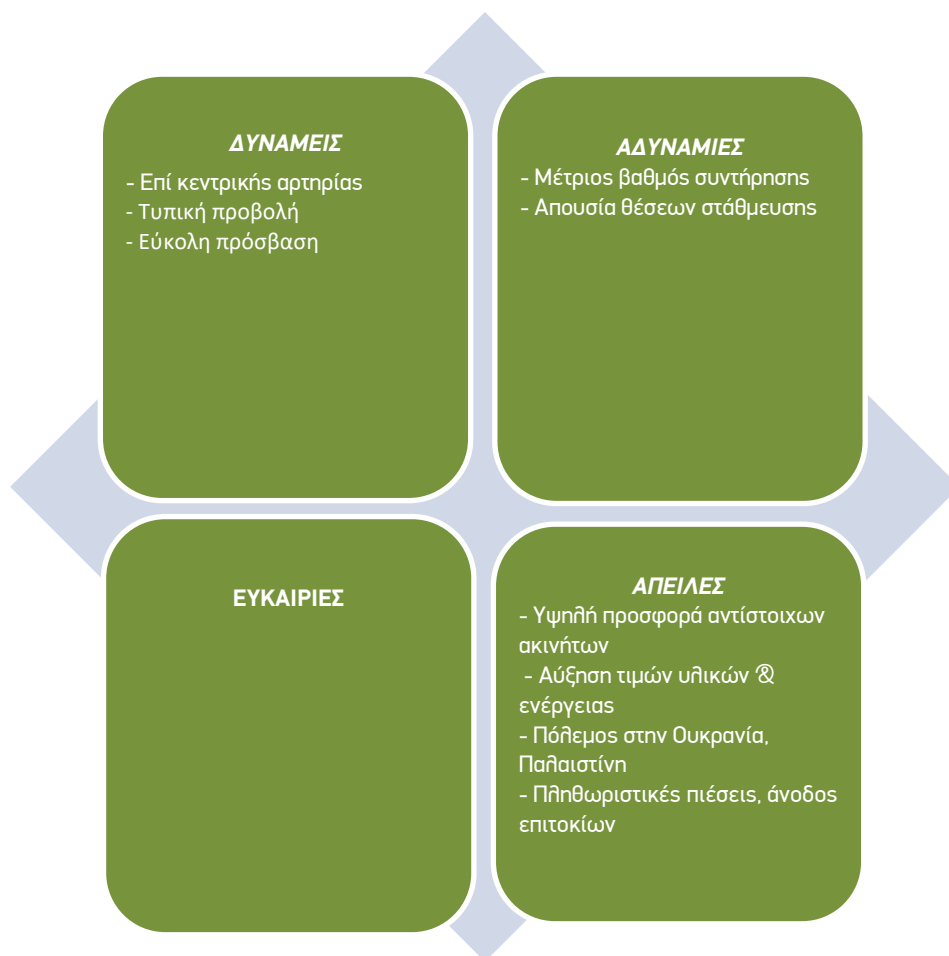 ΔΥΝΑΜΕΙΣ
- Επί κεντρικής αρτηρίας
- Τυπική προβολή
- Εύκολη πρόσβαση
ΑΔΥΝΑΜΙΕΣ
- Μέτριος βαθμός συντήρησης
- Απουσία θέσεων στάθμευσης
ΕΥΚΑΙΡΙΕΣ
ΑΠΕΙΛΕΣ
- Υψηλή προσφορά αντίστοιχων
ακινήτων
- Αύξηση τιμών υλικών &
ενέργειας
- Πόλεμος στην Ουκρανία,
Παλαιστίνη
- Πληθωριστικές πιέσεις, άνοδος
επιτοκίων